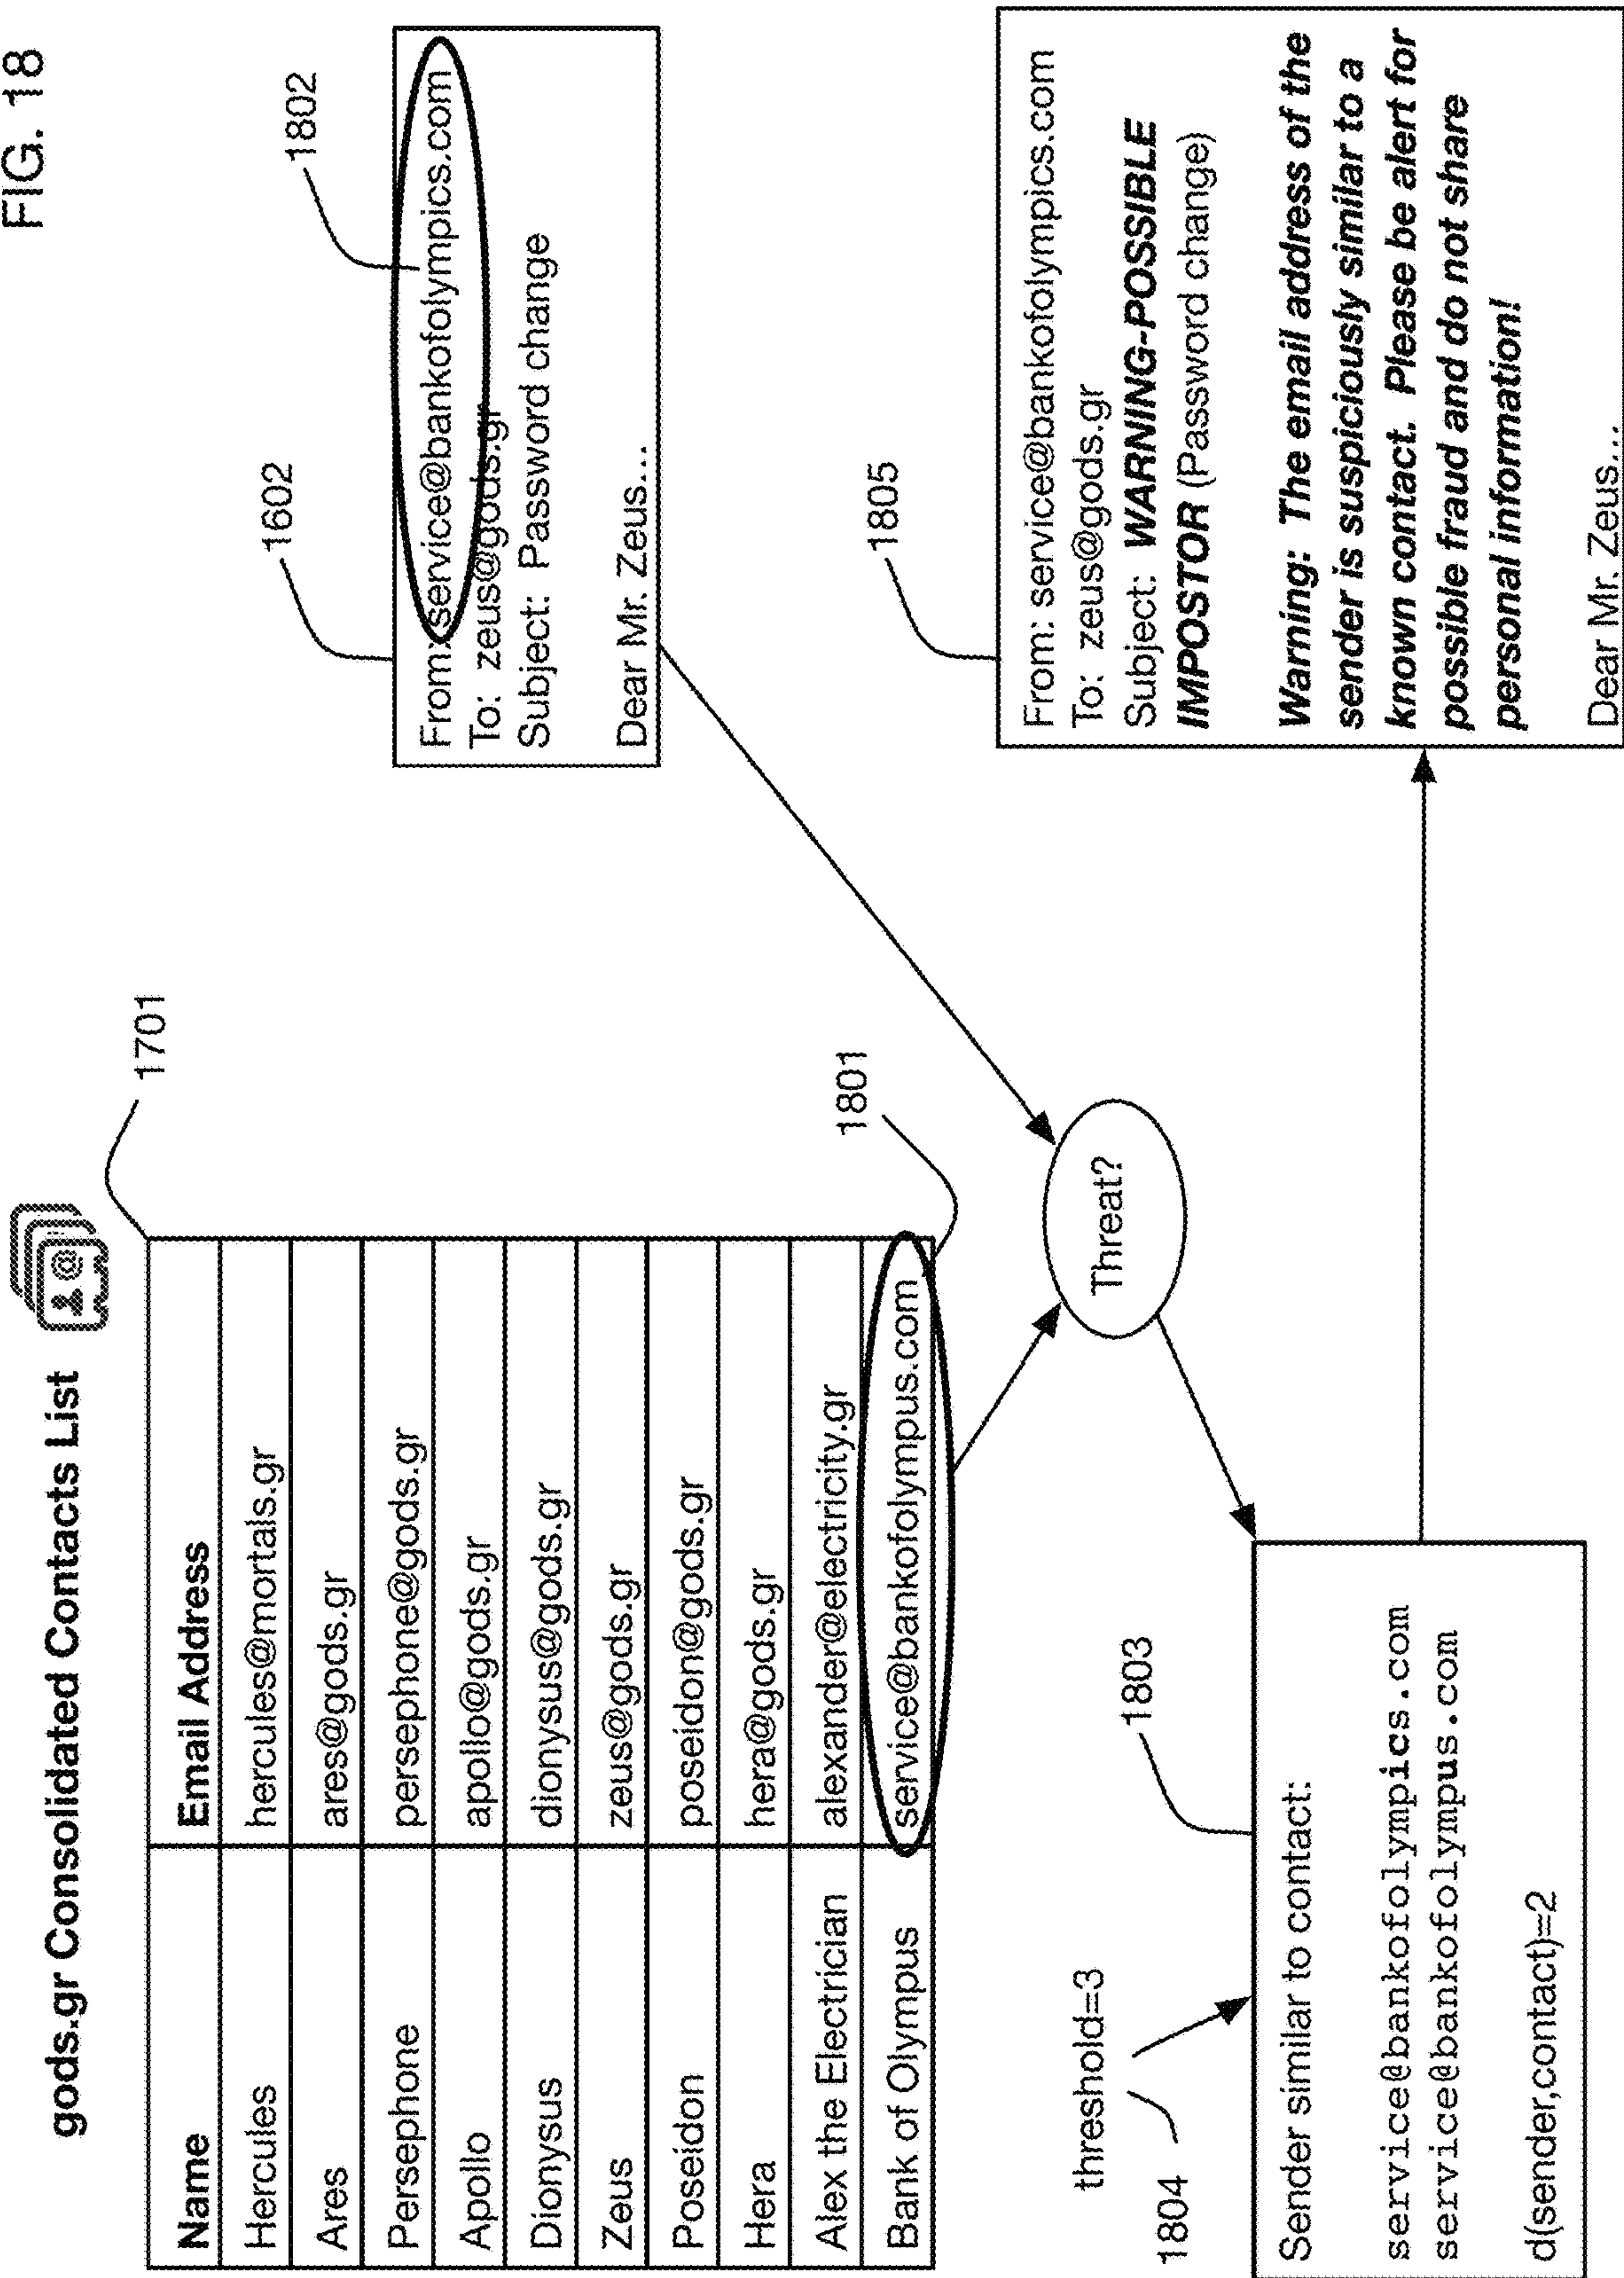 FIG. 18
gods.gr Consolidated Contacts List
@
1701
Name Email Address
Hercules hercules@mortals.gr
Ares ares@gods.gr
Persephone persephone@gods.gr
Apollo apollo@gods.gr
Dionysus dionysus@gods.gr
Zeus zeus@gods.gr
Poseidon poseidon@gods.gr
Hera hera@gods.gr
Alex the Electrician alexander@electricity.gr
Bank of Olympus service@bankofolympus.com
1801
1602
1802
From: service@bankofolympics.com
To: zeus@gods.gr
Subject: Password change
Dear Mr. Zeus...
Threat?
threshold=3
1804
1803
Sender similar to contact:
service@bankofolympics.com
service@bankofolympus.com
d(sender,contact)=2
1805
From: service@bankofolympics.com
To: zeus@gods.gr
Subject: WARNING-POSSIBLE
IMPOSTOR (Password change)
Warning: The email address of the
sender is suspiciously similar to a
known contact. Please be alert for
possible fraud and do not share
personal information!
Dear Mr. Zeus...